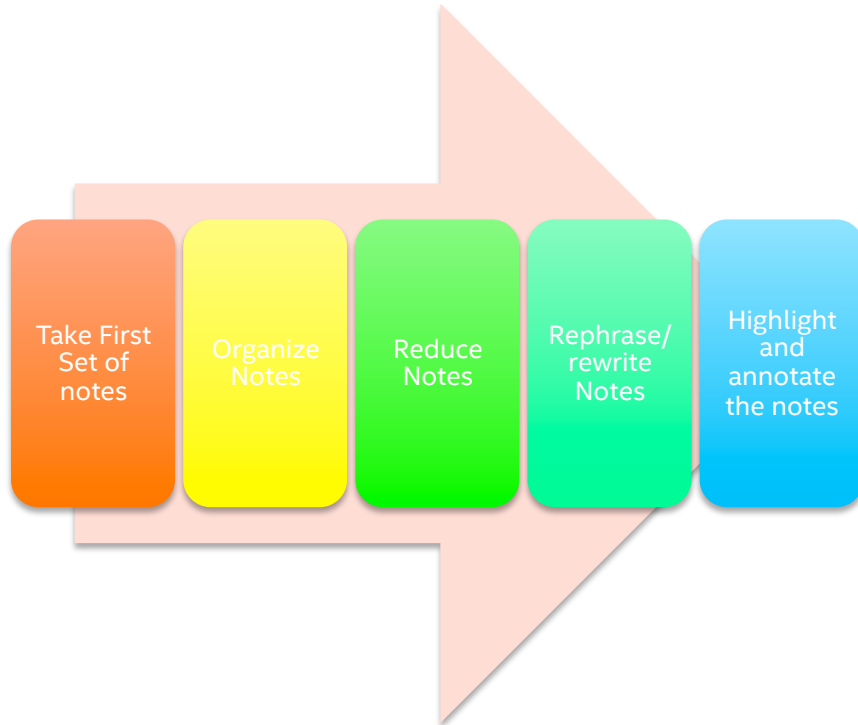 Take First
Set of
notes
Organize
Notes
Reduce
Notes
Rephrase/
rewrite
Notes
Highlight
and
annotate
the notes